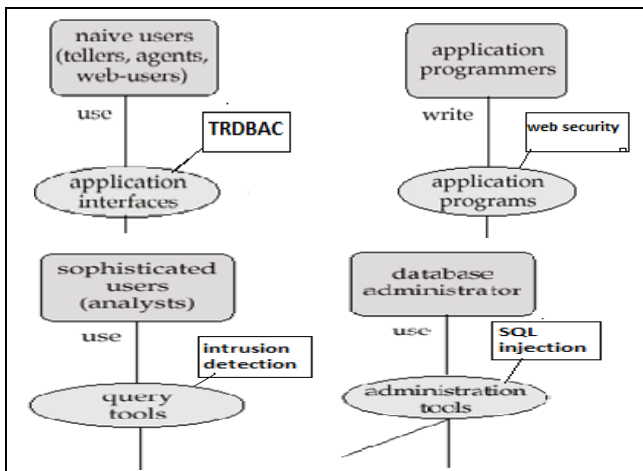 naive users
(tellers, agents,
web-users)
use
TRDBAC
application
interfaces
application
programmers
write
web security
application
programs
sophisticated
users
(analysts)
use
intrusion
detection
query
tools
database
administrator
use
SQL
injection
administration
tools